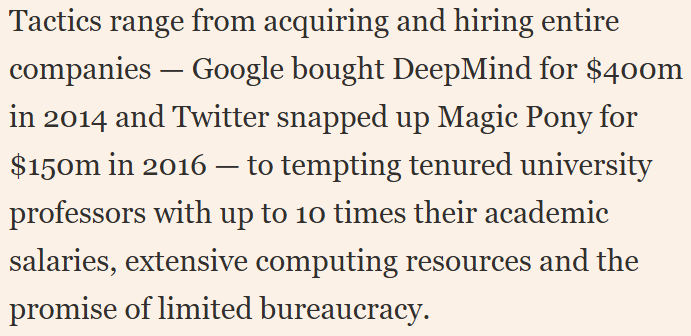 Tactics range from acquiring and hiring entire
companies — Google bought DeepMind for $400m
in 2014 and Twitter snapped up Magic Pony for
$150m in 2016 — to tempting tenured university
professors with up to 10 times their academic
salaries, extensive computing resources and the
promise of limited bureaucracy.